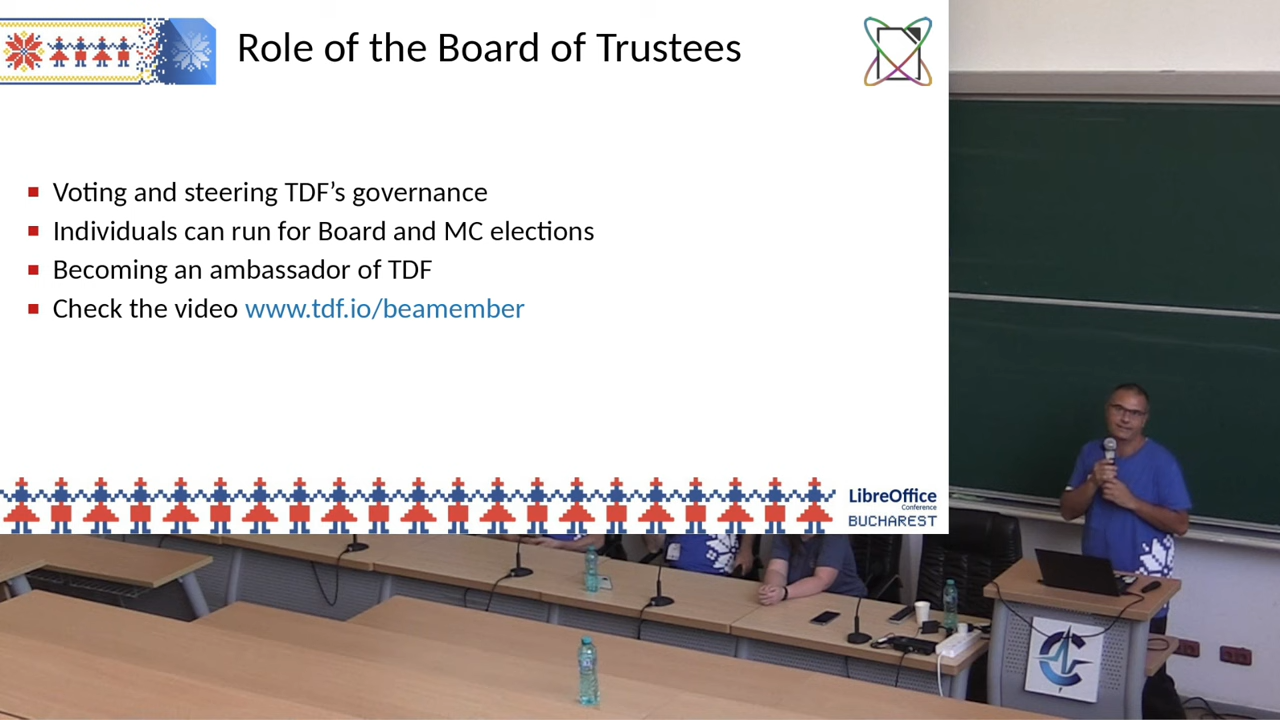 Role of the Board of Trustees
Voting and steering TDF’s governance
Individuals can run for Board and MC elections
Becoming an ambassador of TDF
Check the video www.tdf.io/beamember
LibreOffice
Conference
BUCHAREST